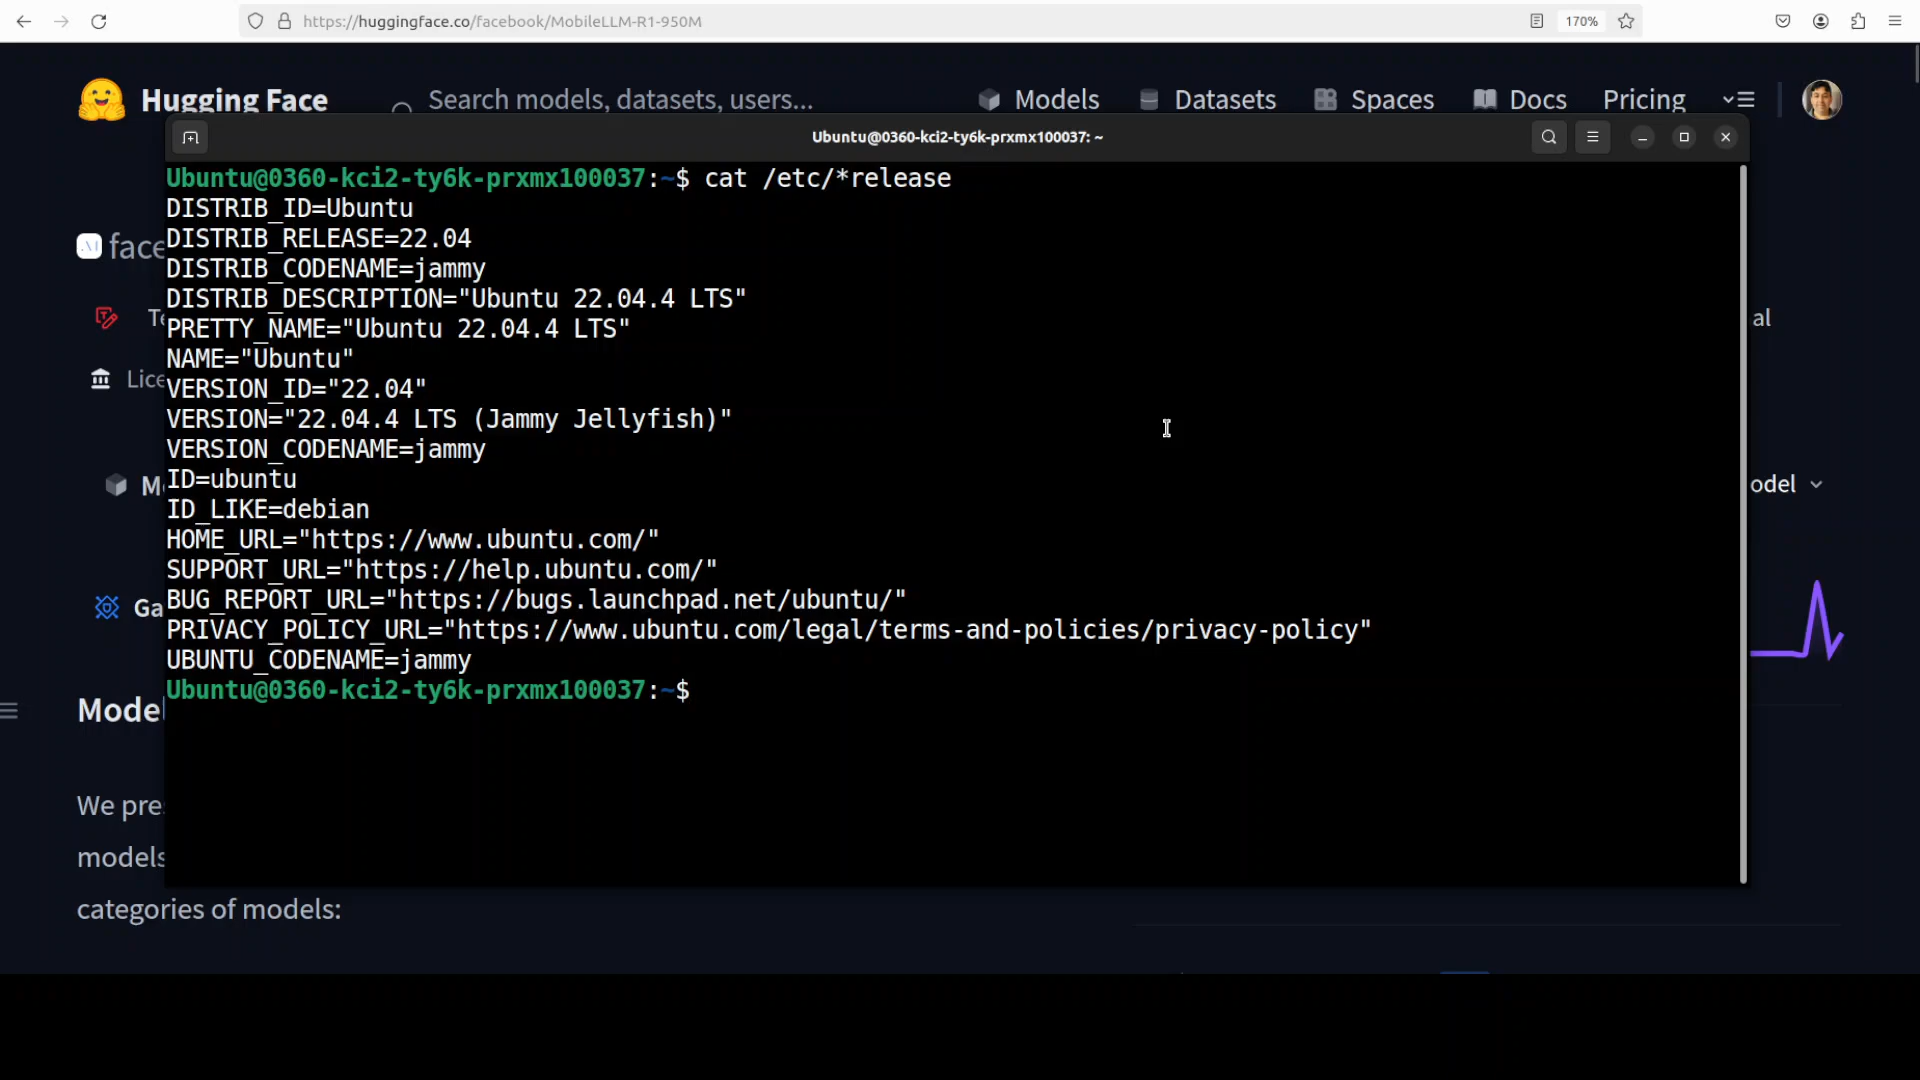 https://huggingface.co/facebook/MobileLLM-R1-950M
170%
Hugging Face
Search models, datasets, users...
Models
Datasets
Spaces
Docs
Pricing
Ubuntu@0360-kci2-ty6k-prxmx100037: ~
Ubuntu@0360-kci2-ty6k-prxmx100037:~$ cat /etc/*release
DISTRIB_ID=Ubuntu
DISTRIB_RELEASE=22.04
DISTRIB_CODENAME=jammy
DISTRIB_DESCRIPTION="Ubuntu 22.04.4 LTS"
PRETTY_NAME="Ubuntu 22.04.4 LTS"
NAME="Ubuntu"
VERSION_ID="22.04"
VERSION="22.04.4 LTS (Jammy Jellyfish)"
VERSION_CODENAME=jammy
ID=ubuntu
ID_LIKE=debian
HOME_URL="https://www.ubuntu.com/"
SUPPORT_URL="https://help.ubuntu.com/"
BUG_REPORT_URL="https://bugs.launchpad.net/ubuntu/"
PRIVACY_POLICY_URL="https://www.ubuntu.com/legal/terms-and-policies/privacy-policy"
UBUNTU_CODENAME=jammy
Ubuntu@0360-kci2-ty6k-prxmx100037:~$
face
Te
al
Lice
Mo
odel
Ga
Model
We pres
models
categories of models: